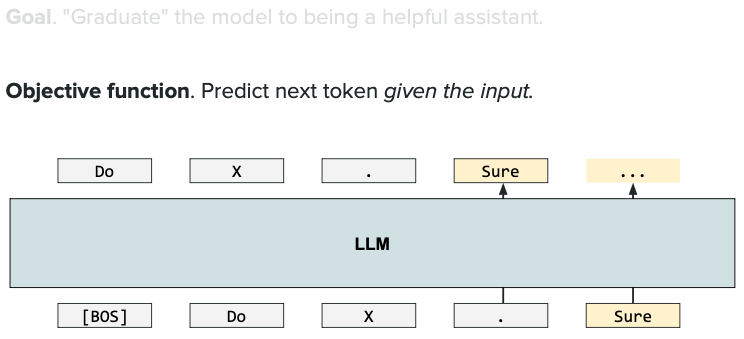 Goal. "Graduate" the model to being a helpful assistant.
Objective function. Predict next token given the input.
Do X . Sure ...
LLM
[BOS] Do X . Sure